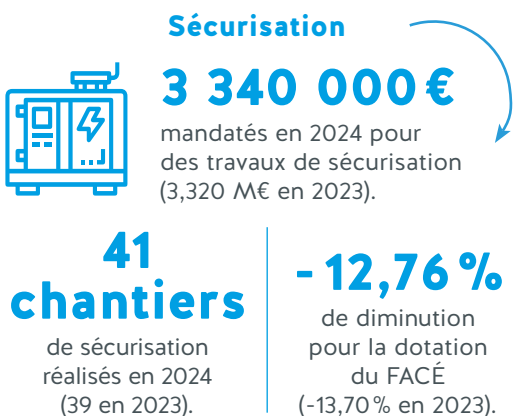 Sécurisation
3 340 000 €
mandatés en 2024 pour
des travaux de sécurisation
(3,320 M€ en 2023).
41
chantiers
de sécurisation
réalisés en 2024
(39 en 2023).
- 12,76 %
de diminution
pour la dotation
du FACÉ
(-13,70 % en 2023).